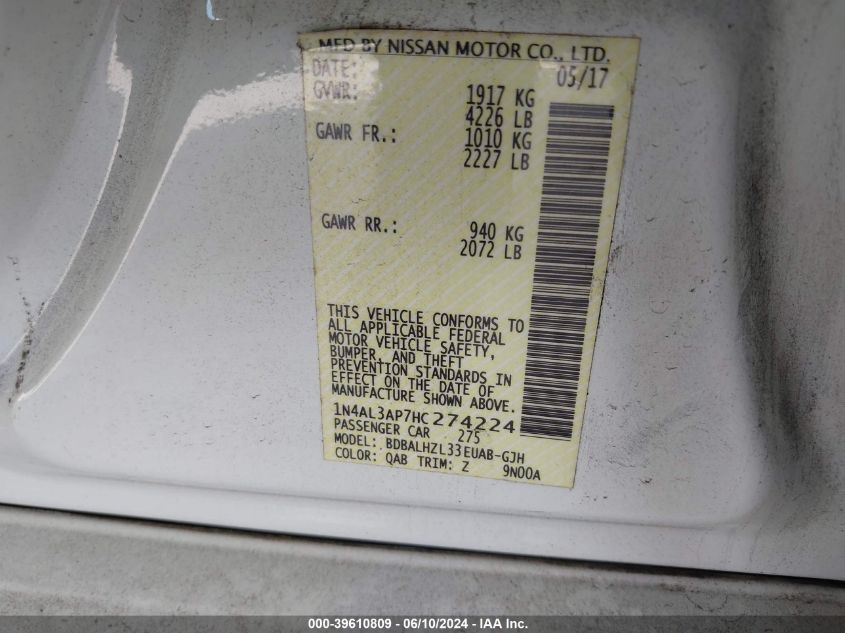 MFD BY NISSAN MOTOR CO., LTD.
DATE: 05/17
GVWR: 1917 KG
4226 LB
GAWR FR.: 1010 KG
2227 LB
GAWR RR.: 940 KG
2072 LB
THIS VEHICLE CONFORMS TO
ALL APPLICABLE FEDERAL
MOTOR VEHICLE SAFETY,
BUMPER, AND THEFT
PREVENTION STANDARDS IN
EFFECT ON THE DATE OF
MANUFACTURE SHOWN ABOVE.
1N4AL3AP7HC274224
PASSENGER CAR 275
MODEL: BDBALHZL33EUAB-GJH
COLOR: QAB TRIM: Z 9N00A
000-39610809 - 06/10/2024 - IAA Inc.